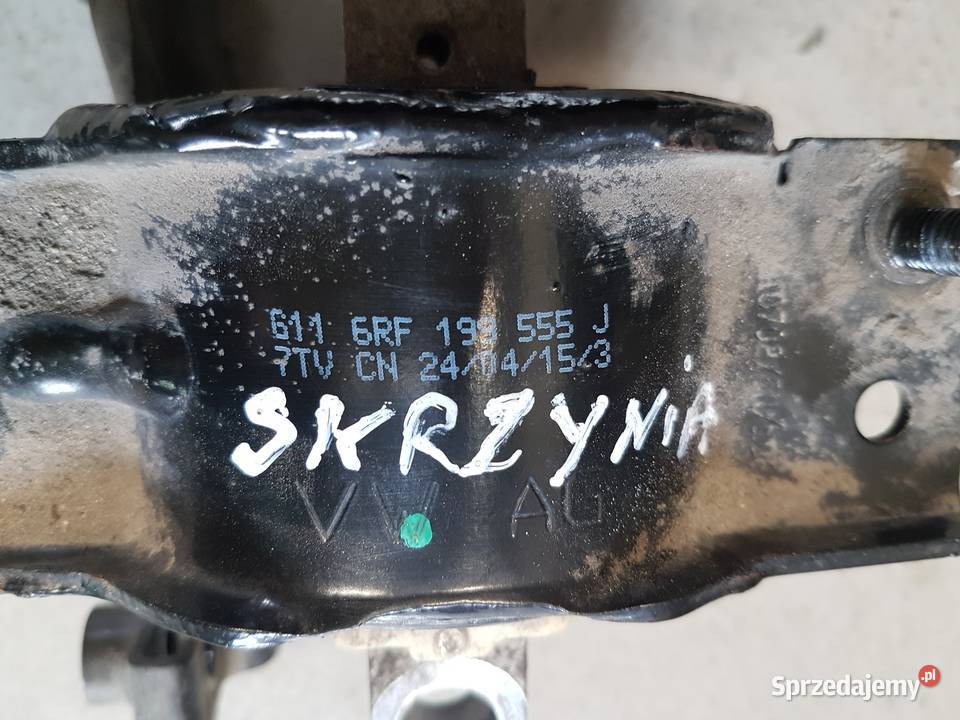 611 6RF 199 555 J
7TV CN 24/04/15/3
SKRZYNiA
VW AG
Sprzedajemy.pl